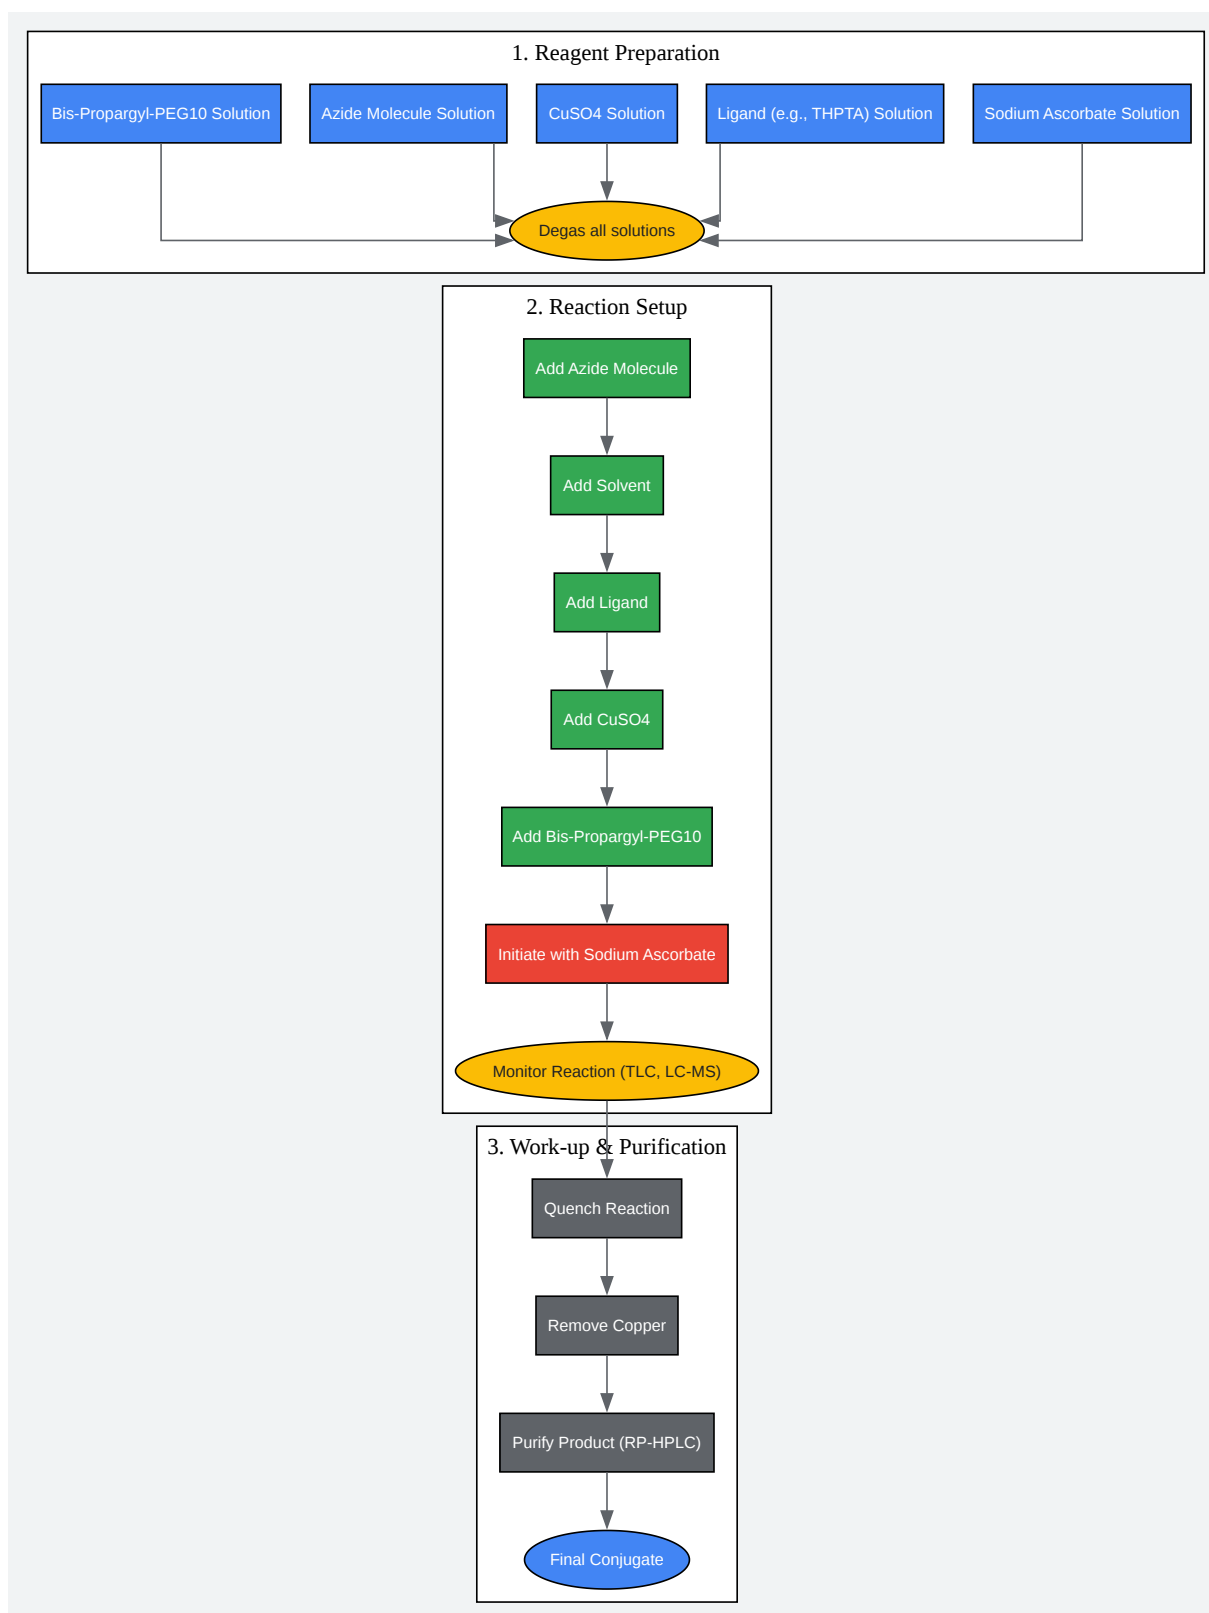 1. Reagent Preparation
Bis-Propargyl-PEG10 Solution
Azide Molecule Solution
CuSO4 Solution
Ligand (e.g., THPTA) Solution
Sodium Ascorbate Solution
Degas all solutions
2. Reaction Setup
Add Azide Molecule
Add Solvent
Add Ligand
Add CuSO4
Add Bis-Propargyl-PEG10
Initiate with Sodium Ascorbate
Monitor Reaction (TLC, LC-MS)
3. Work-up & Purification
Quench Reaction
Remove Copper
Purify Product (RP-HPLC)
Final Conjugate